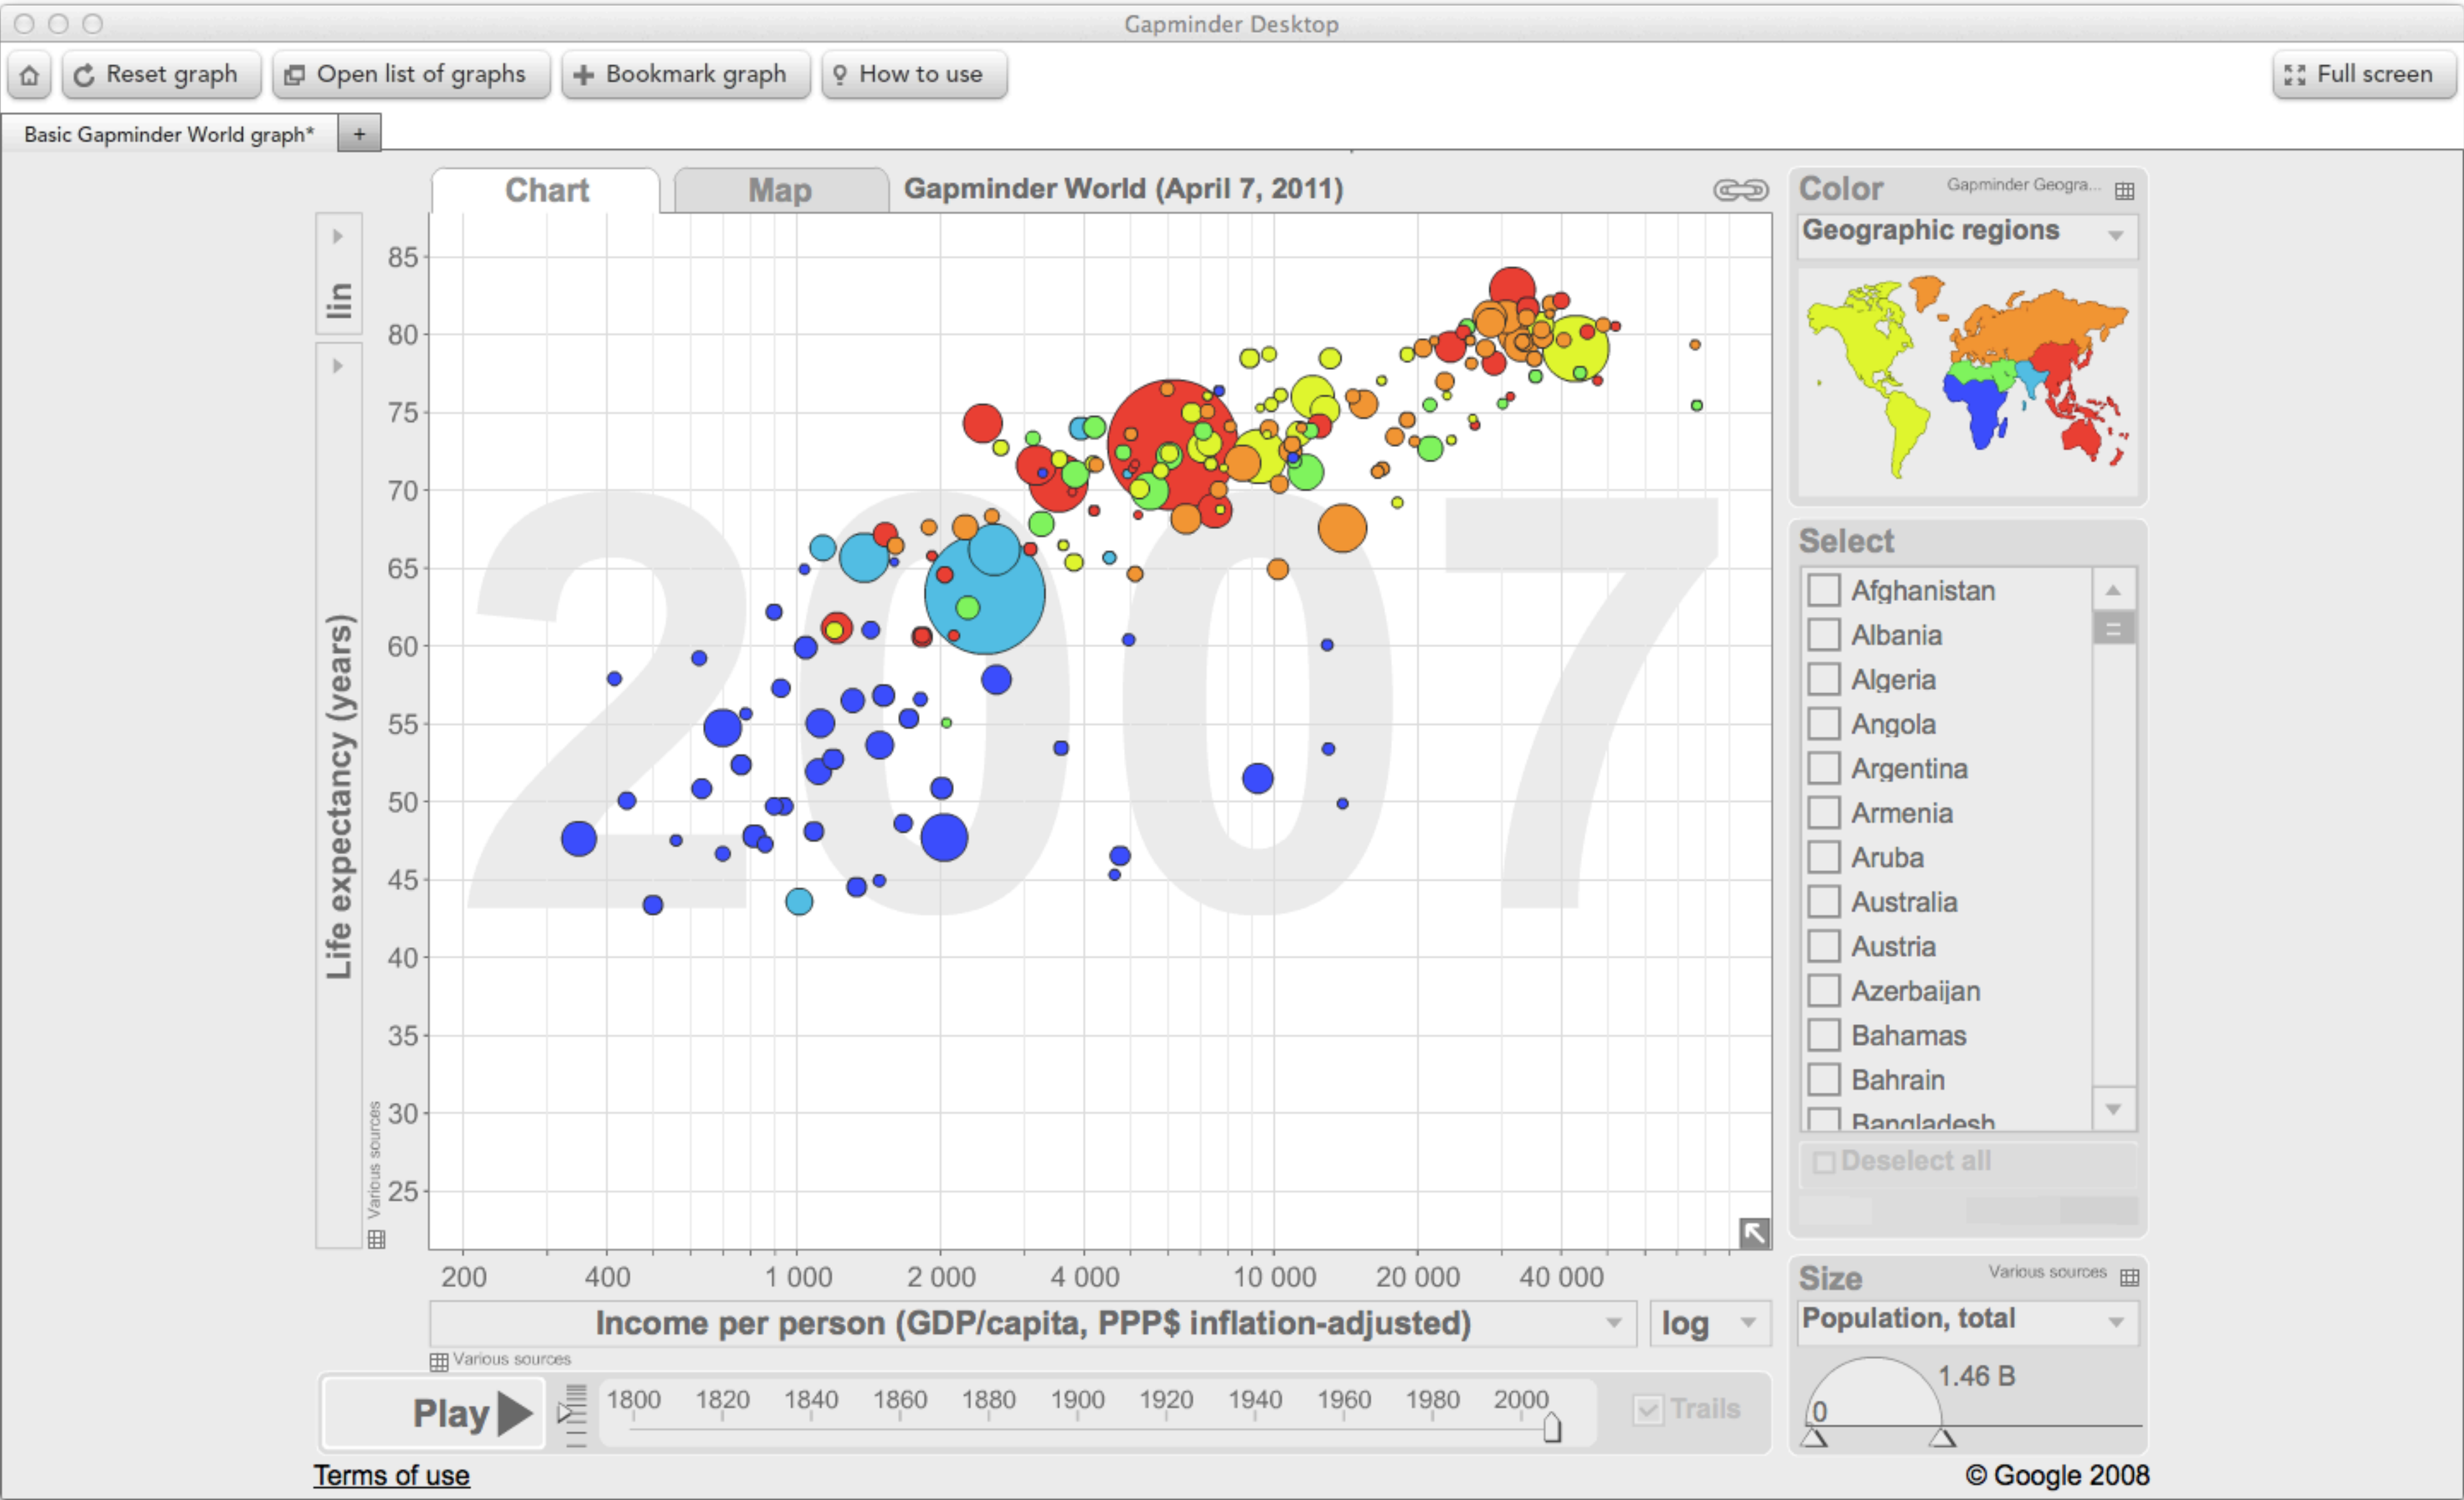 Gapminder Desktop
Reset graph
Open list of graphs
Bookmark graph
How to use
Full screen
Basic Gapminder World graph*
+
Chart
Map
Gapminder World (April 7, 2011)
lin
Life expectancy (years)
Various sources
85
80
75
70
65
60
55
50
45
40
35
30
25
2007
200
400
1 000
2 000
4 000
10 000
20 000
40 000
Income per person (GDP/capita, PPP$ inflation-adjusted)
log
Various sources
Play
1800
1820
1840
1860
1880
1900
1920
1940
1960
1980
2000
Trails
Color
Gapminder Geogra...
Geographic regions
Select
Afghanistan
Albania
Algeria
Angola
Argentina
Armenia
Aruba
Australia
Austria
Azerbaijan
Bahamas
Bahrain
Bangladesh
Deselect all
Size
Various sources
Population, total
1.46 B
0
Terms of use
© Google 2008